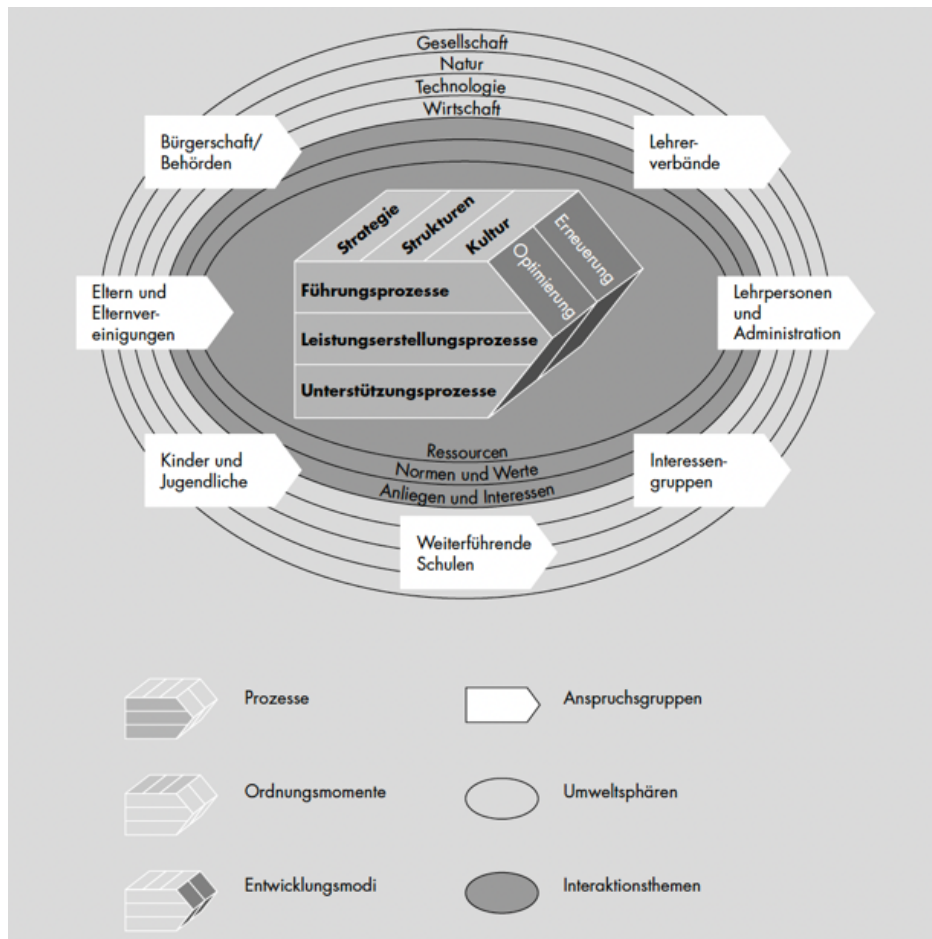 Gesellschaft
Natur
Technologie
Wirtschaft
Bürgerschaft/
Behörden
Lehrer-
verbände
Strategie
Strukturen
Kultur
Erneuerung
Optimierung
Führungsprozesse
Leistungserstellungsprozesse
Unterstützungsprozesse
Eltern und
Elternver-
einigungen
Lehrpersonen
und
Administration
Ressourcen
Normen und Werte
Anliegen und Interessen
Kinder und
Jugendliche
Interessen-
gruppen
Weiterführende
Schulen
Prozesse
Anspruchsgruppen
Ordnungsmomente
Umweltsphären
Entwicklungsmodi
Interaktionsthemen